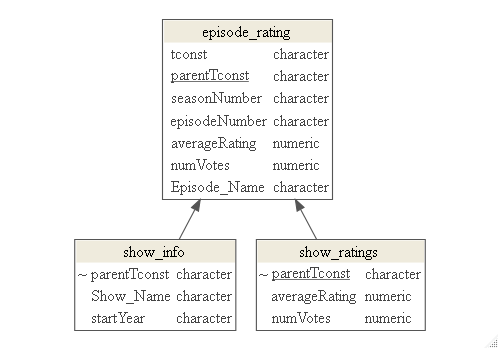 episode_rating
tconst character
parentTconst character
seasonNumber character
episodeNumber character
averageRating numeric
numVotes numeric
Episode_Name character
show_info
~ parentTconst character
Show_Name character
startYear character
show_ratings
~ parentTconst character
averageRating numeric
numVotes numeric